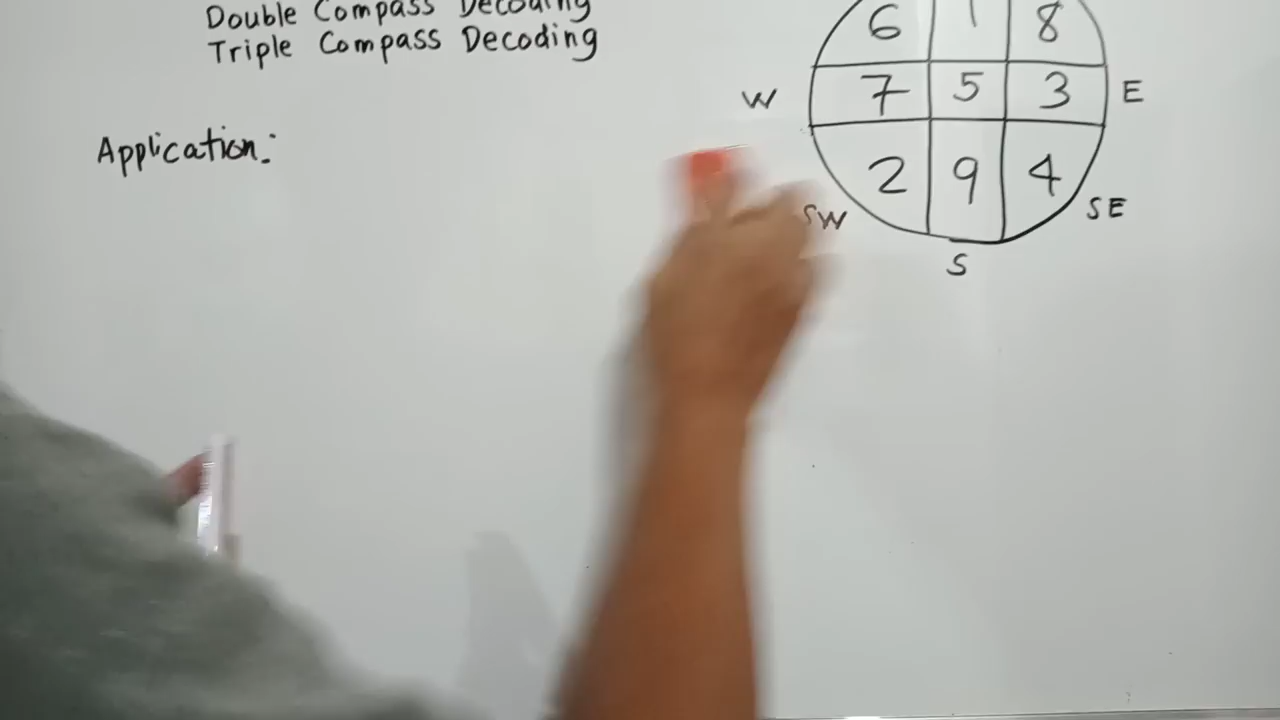 Double Compass Decoding
Triple Compass Decoding
Application:
6 1 8
W 7 5 3 E
2 9 4
SW SE
S